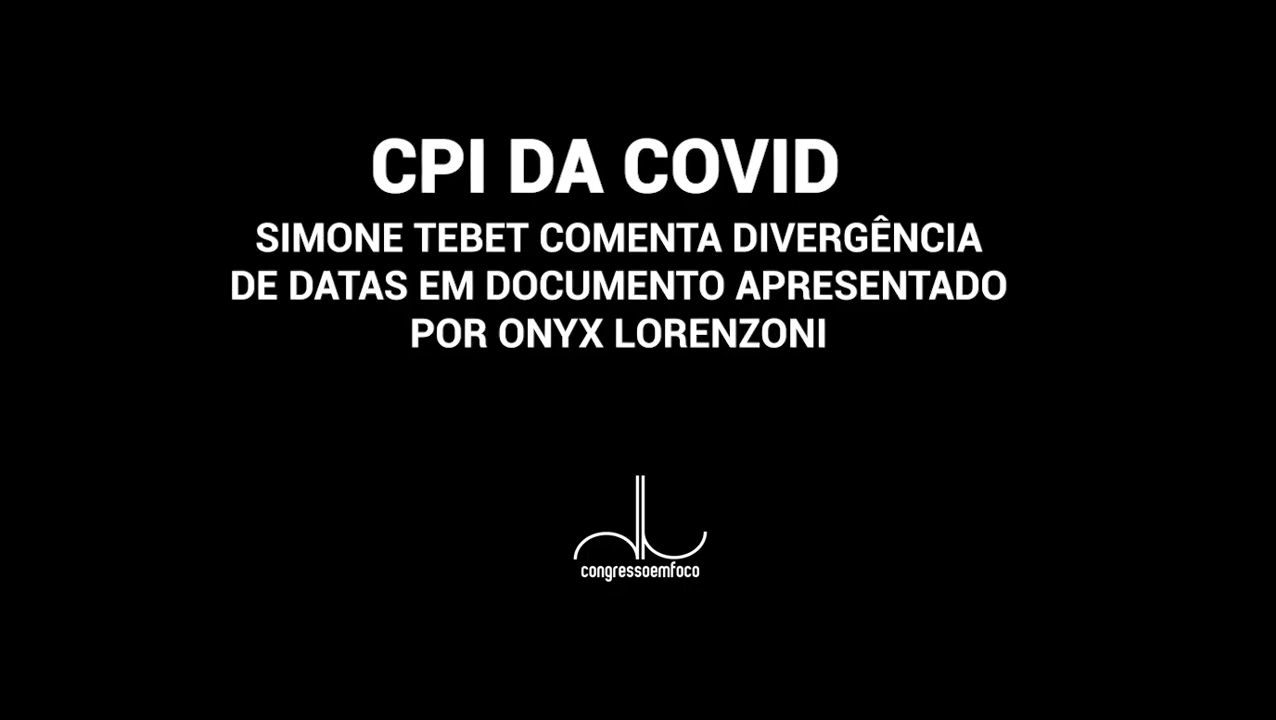 CPI DA COVID
SIMONE TEBET COMENTA DIVERGÊNCIA
DE DATAS EM DOCUMENTO APRESENTADO
POR ONYX LORENZONI
congressoemfoco